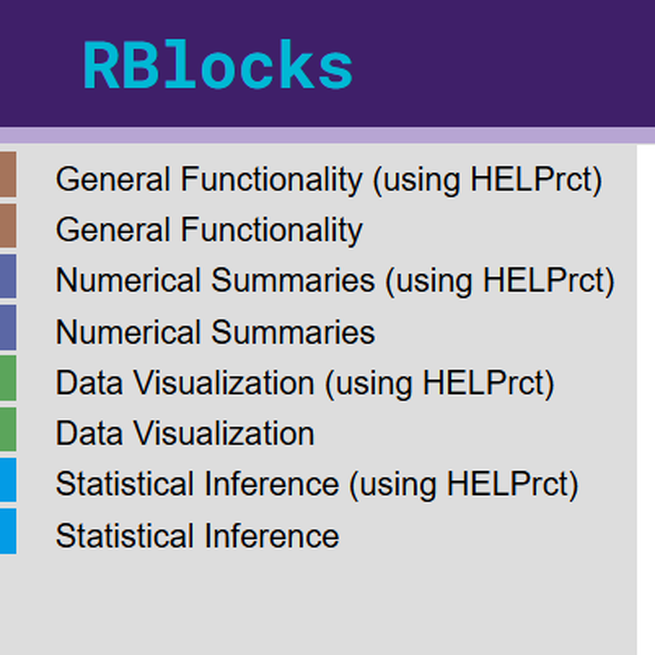 RBlocks
General Functionality (using HELPrct)
General Functionality
Numerical Summaries (using HELPrct)
Numerical Summaries
Data Visualization (using HELPrct)
Data Visualization
Statistical Inference (using HELPrct)
Statistical Inference